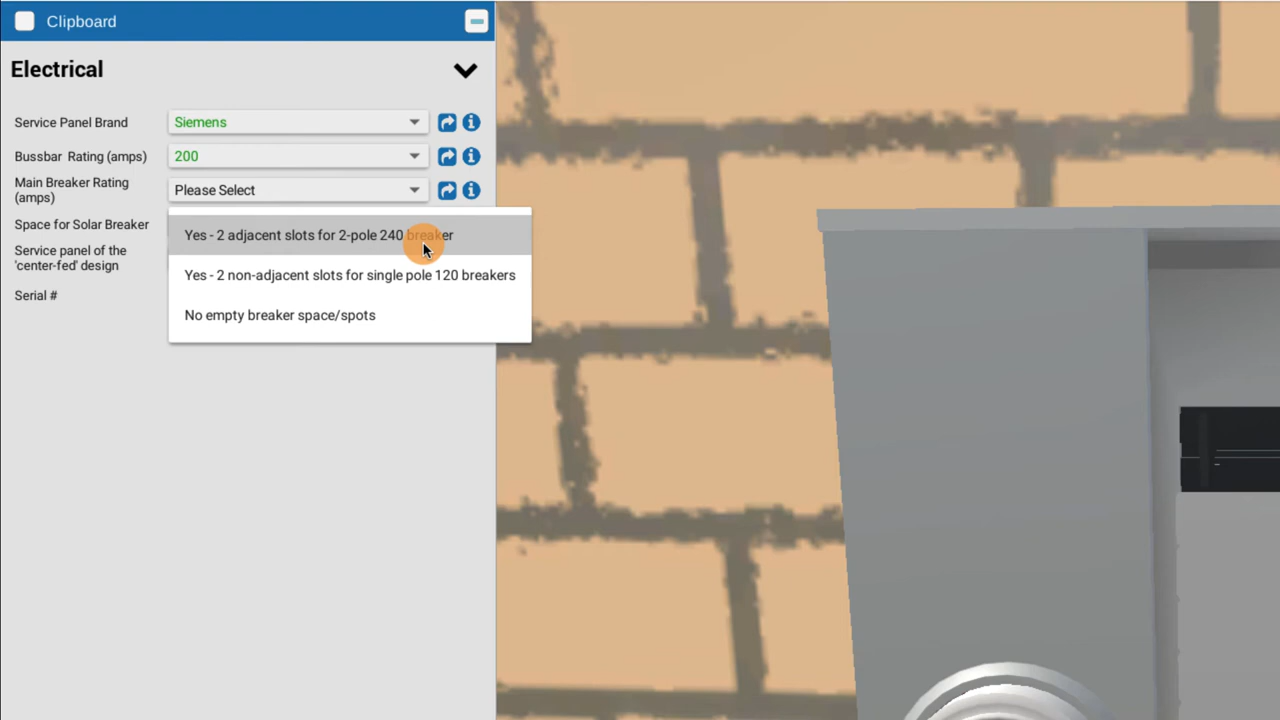 Clipboard
Electrical
Service Panel Brand
Siemens
Bussbar Rating (amps)
200
Main Breaker Rating
(amps)
Please Select
Space for Solar Breaker
Yes - 2 adjacent slots for 2-pole 240 breaker
Service panel of the
'center-fed' design
Yes - 2 non-adjacent slots for single pole 120 breakers
Serial #
No empty breaker space/spots